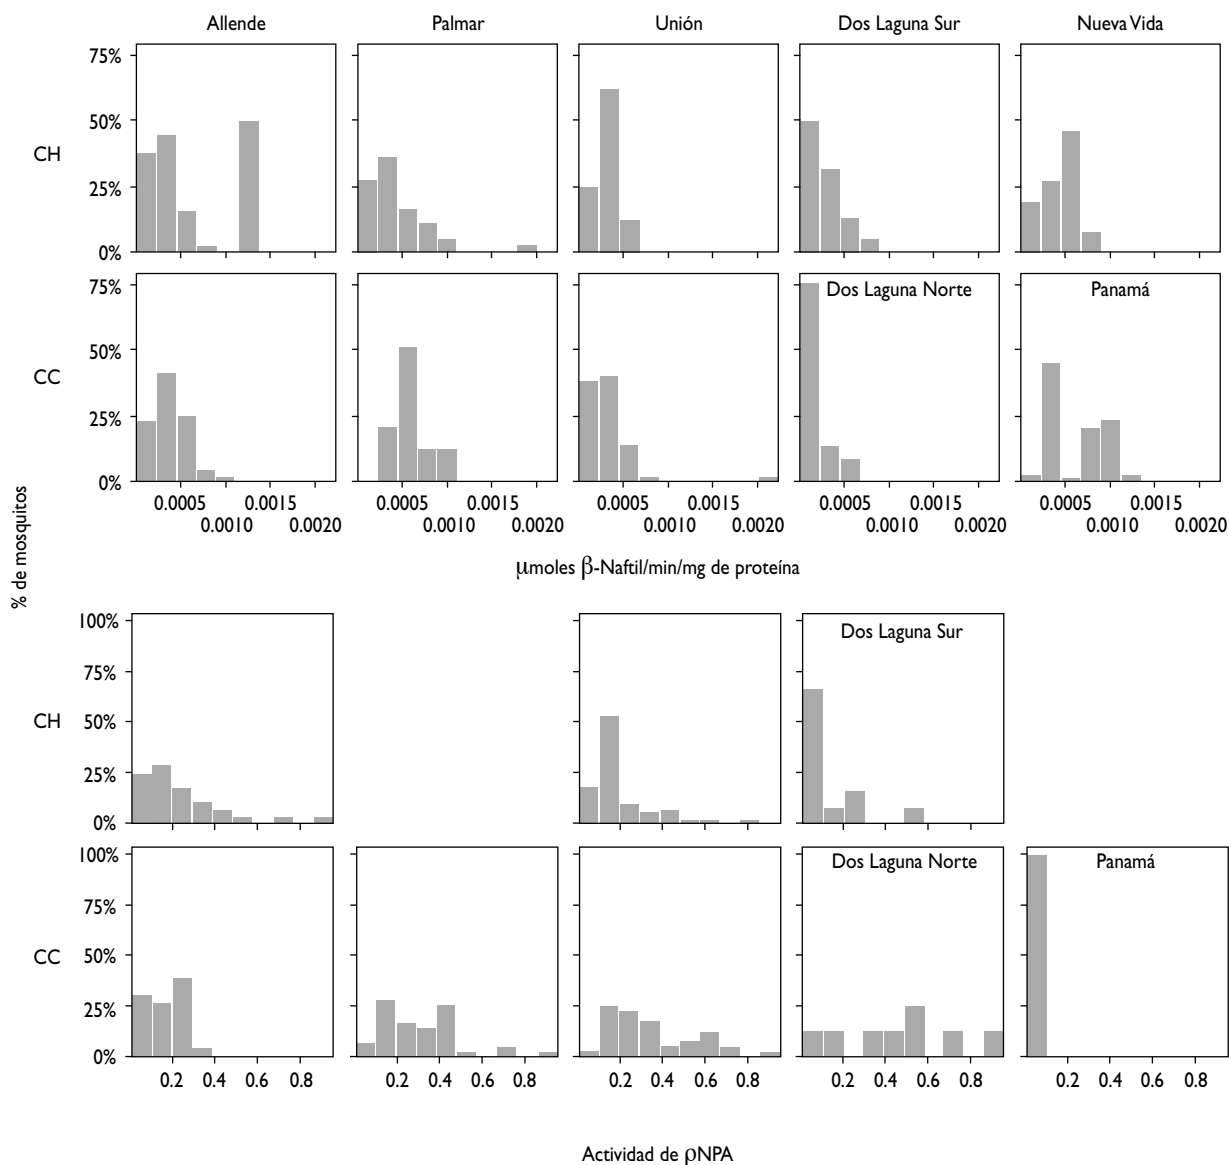 Allende Palmar Unión Dos Laguna Sur Nueva Vida
75%
50%
CH
25%
0%
75%
Dos Laguna Norte Panamá
50%
CC
25%
0%
0.0005 0.0015 0.0005 0.0015 0.0005 0.0015 0.0005 0.0015 0.0005 0.0015
0.0010 0.0020 0.0010 0.0020 0.0010 0.0020 0.0010 0.0020 0.0010 0.0020
μmoles β-Naftil/min/mg de proteína
% de mosquitos
100%
Dos Laguna Sur
75%
50%
CH
25%
0%
100%
Dos Laguna Norte Panamá
75%
50%
CC
25%
0%
0.2 0.4 0.6 0.8 0.2 0.4 0.6 0.8 0.2 0.4 0.6 0.8 0.2 0.4 0.6 0.8 0.2 0.4 0.6 0.8
Actividad de ρNPA